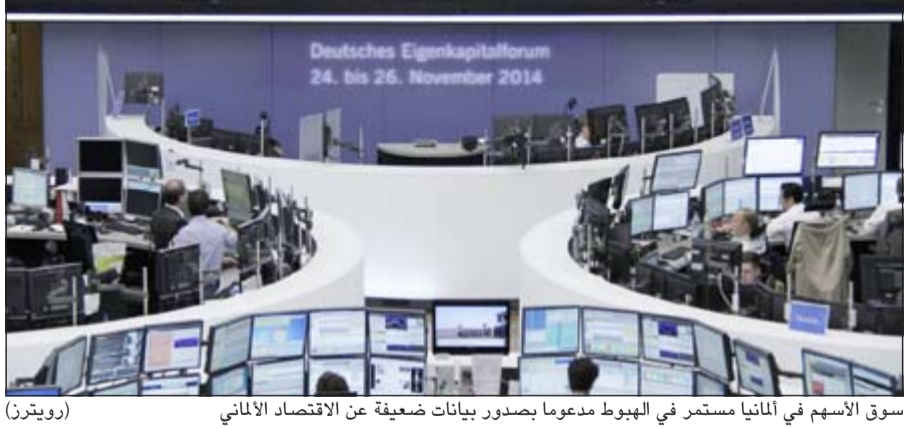 Deutsches Eigenkapitalforum
24. bis 26. November 2014
سوق الأسهم في ألمانيا مستمر في الهبوط مدعوما بصدور بيانات ضعيفة عن الاقتصاد الألماني (رويترز)